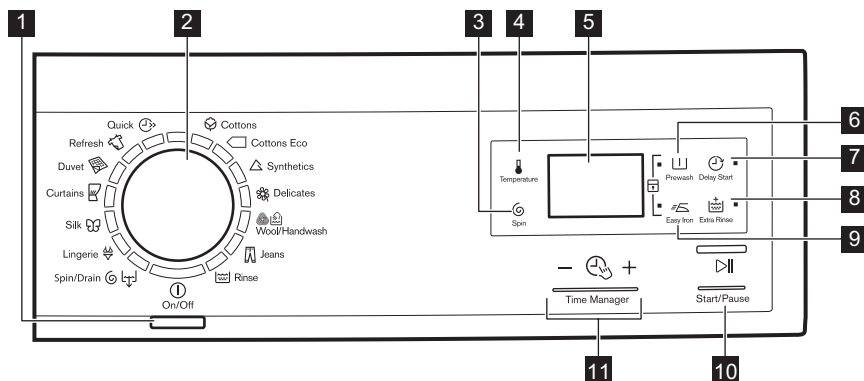 1
2
3
4
5
6
7
8
9
10
11
Quick
Refresh
Duvet
Curtains
Silk
Lingerie
Spin/Drain
Cottons
Cottons Eco
Synthetics
Delicates
Wool/Handwash
Jeans
Rinse
On/Off
Temperature
Spin
Prewash
Delay Start
Easy Iron
Extra Rinse
− +
Time Manager
Start/Pause